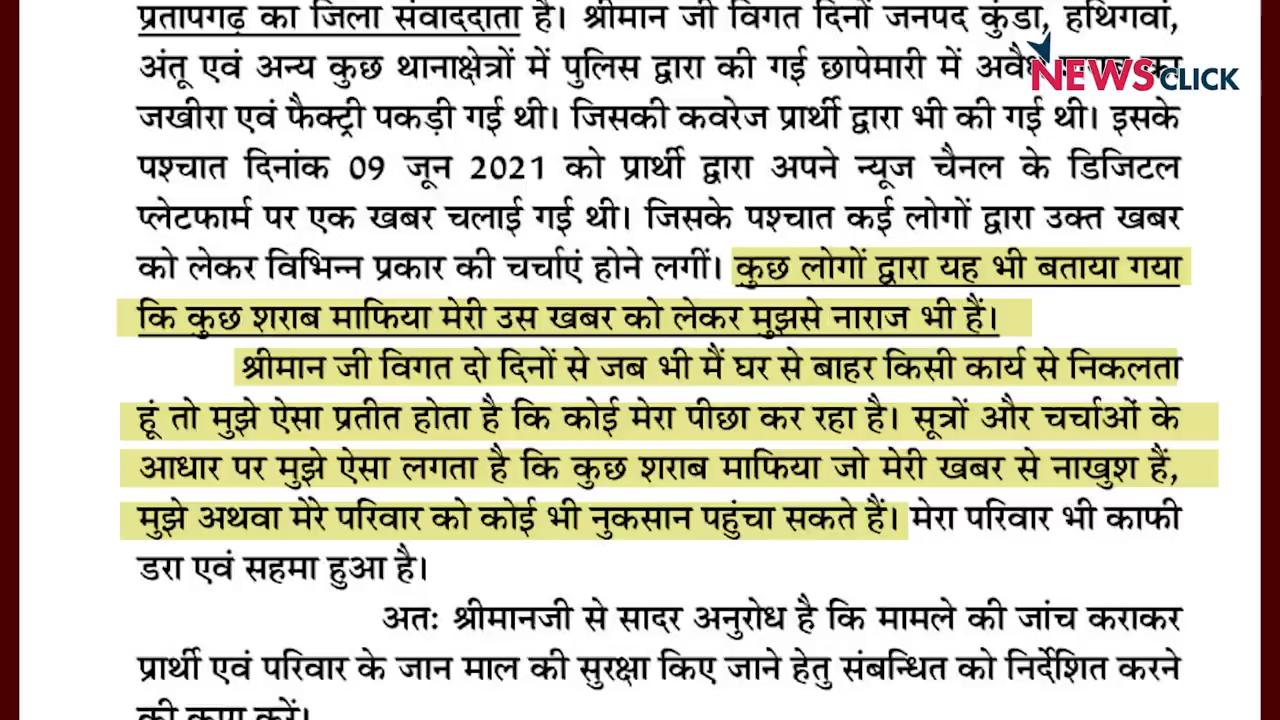 प्रतापगढ़ का जिला संवाददाता है। श्रीमान जी विगत दिनों जनपद कुंडा, हथिगवां,
अंतू एवं अन्य कुछ थानाक्षेत्रों में पुलिस द्वारा की गई छापेमारी में
NEWSCLICK
जखीरा एवं फैक्ट्री पकड़ी गई थी। जिसकी कवरेज प्रार्थी द्वारा भी की गई थी। इसके
पश्चात दिनांक 09 जून 2021 को प्रार्थी द्वारा अपने न्यूज चैनल के डिजिटल
प्लेटफार्म पर एक खबर चलाई गई थी। जिसके पश्चात कई लोगों द्वारा उक्त खबर
को लेकर विभिन्न प्रकार की चर्चाएं होने लगीं। कुछ लोगों द्वारा यह भी बताया गया
कि कुछ शराब माफिया मेरी उस खबर को लेकर मुझसे नाराज भी हैं।
श्रीमान जी विगत दो दिनों से जब भी मैं घर से बाहर किसी कार्य से निकलता
हूं तो मुझे ऐसा प्रतीत होता है कि कोई मेरा पीछा कर रहा है। सूत्रों और चर्चाओं के
आधार पर मुझे ऐसा लगता है कि कुछ शराब माफिया जो मेरी खबर से नाखुश हैं,
मुझे अथवा मेरे परिवार को कोई भी नुकसान पहुंचा सकते हैं। मेरा परिवार भी काफी
डरा एवं सहमा हुआ है।
अतः श्रीमानजी से सादर अनुरोध है कि मामले की जांच कराकर
प्रार्थी एवं परिवार के जान माल की सुरक्षा किए जाने हेतु संबन्धित को निर्देशित करने
की कृपा करें।